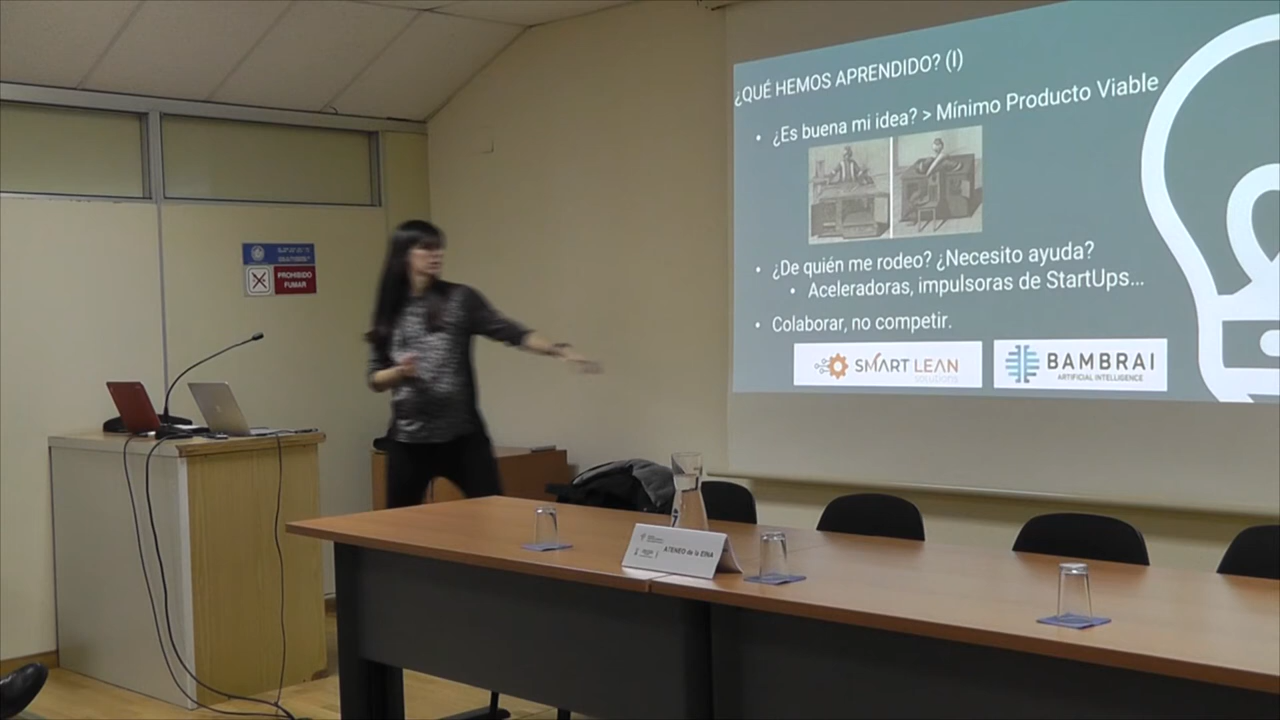 ¿QUÉ HEMOS APRENDIDO? (I)
• ¿Es buena mi idea? > Mínimo Producto Viable
• ¿De quién me rodeo? ¿Necesito ayuda?
• Aceleradoras, impulsoras de StartUps...
• Colaborar, no competir.
SMART LEAN
solutions
BAMBRAI
ARTIFICIAL INTELLIGENCE
PROHIBIDO
FUMAR
ATENEO de la EINA